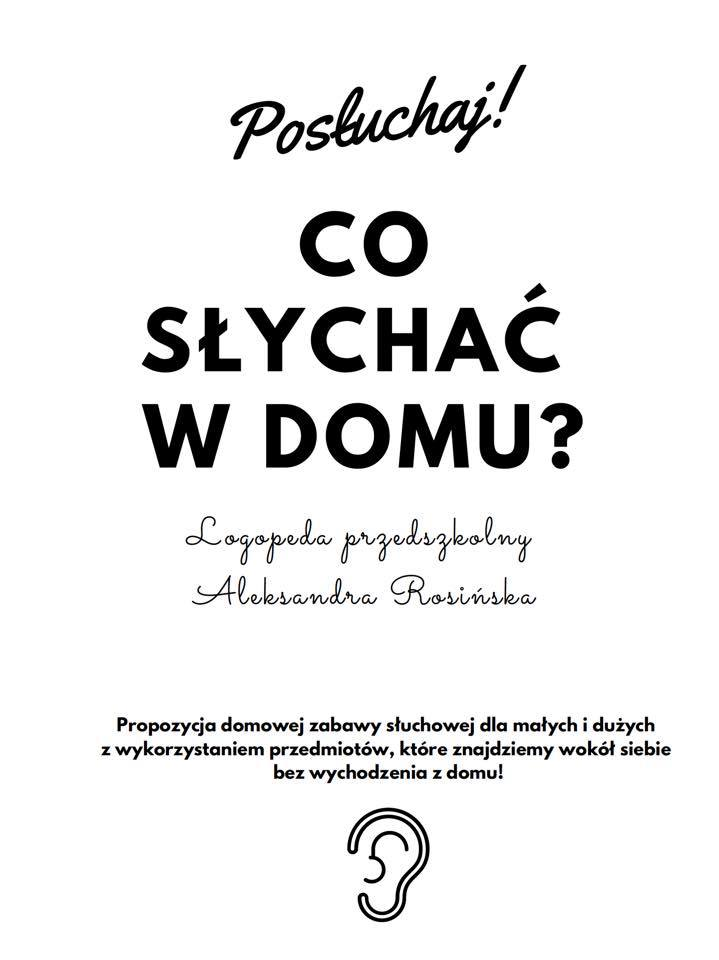 Posłuchaj!
CO
SŁYCHAĆ
W DOMU?
Logopeda przedszkolny
Aleksandra Rosińska
Propozycja domowej zabawy słuchowej dla małych i dużych
z wykorzystaniem przedmiotów, które znajdziemy wokół siebie
bez wychodzenia z domu!